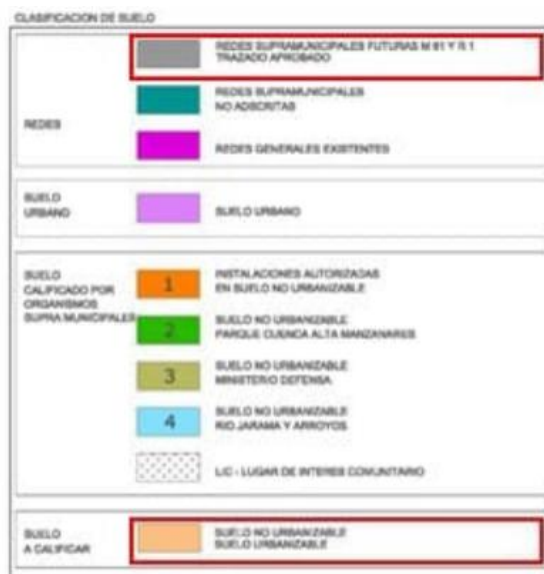 CLASIFICACION DE SUELO
REDES
REDES SUPRAMUNICIPALES FUTURAS M 61 Y R 1
TRAZADO APROBADO
REDES SUPRAMUNICIPALES
NO ADSCRITAS
REDES GENERALES EXISTENTES
SUELO
URBANO
SUELO URBANO
SUELO
CALIFICADO POR
ORGANISMOS
SUPRA MUNICIPALES
1
INSTALACIONES AUTORIZADAS
EN SUELO NO URBANIZABLE
2
SUELO NO URBANIZABLE
PARQUE CUENCA ALTA MANZANARES
3
SUELO NO URBANIZABLE
MINISTERIO DEFENSA
4
SUELO NO URBANIZABLE
RIO JARAMA Y ARROYOS
LIC - LUGAR DE INTERES COMUNITARIO
SUELO
A CALIFICAR
SUELO NO URBANIZABLE
SUELO URBANIZABLE